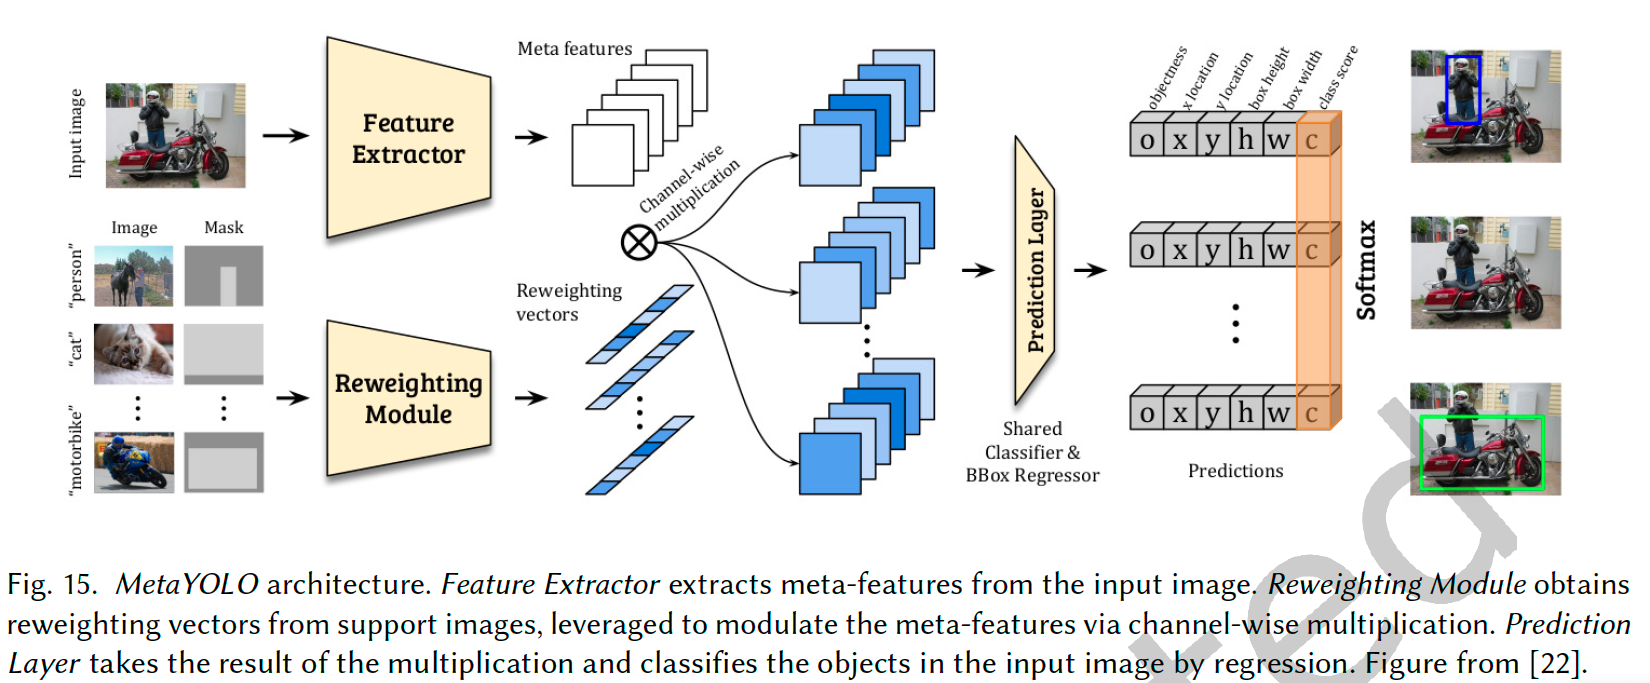 Input image
Feature
Extractor
Meta features
Channel-wise
multiplication
Image
Mask
"person"
"cat"
"motorbike"
Reweighting
Module
Reweighting
vectors
Prediction Layer
Shared
Classifier &
BBox Regressor
objectness
x location
y location
box height
box width
class score
o x y h w c
o x y h w c
o x y h w c
Predictions
Softmax
Fig. 15. MetaYOLO architecture. Feature Extractor extracts meta-features from the input image. Reweighting Module obtains
reweighting vectors from support images, leveraged to modulate the meta-features via channel-wise multiplication. Prediction
Layer takes the result of the multiplication and classifies the objects in the input image by regression. Figure from [22].
ted